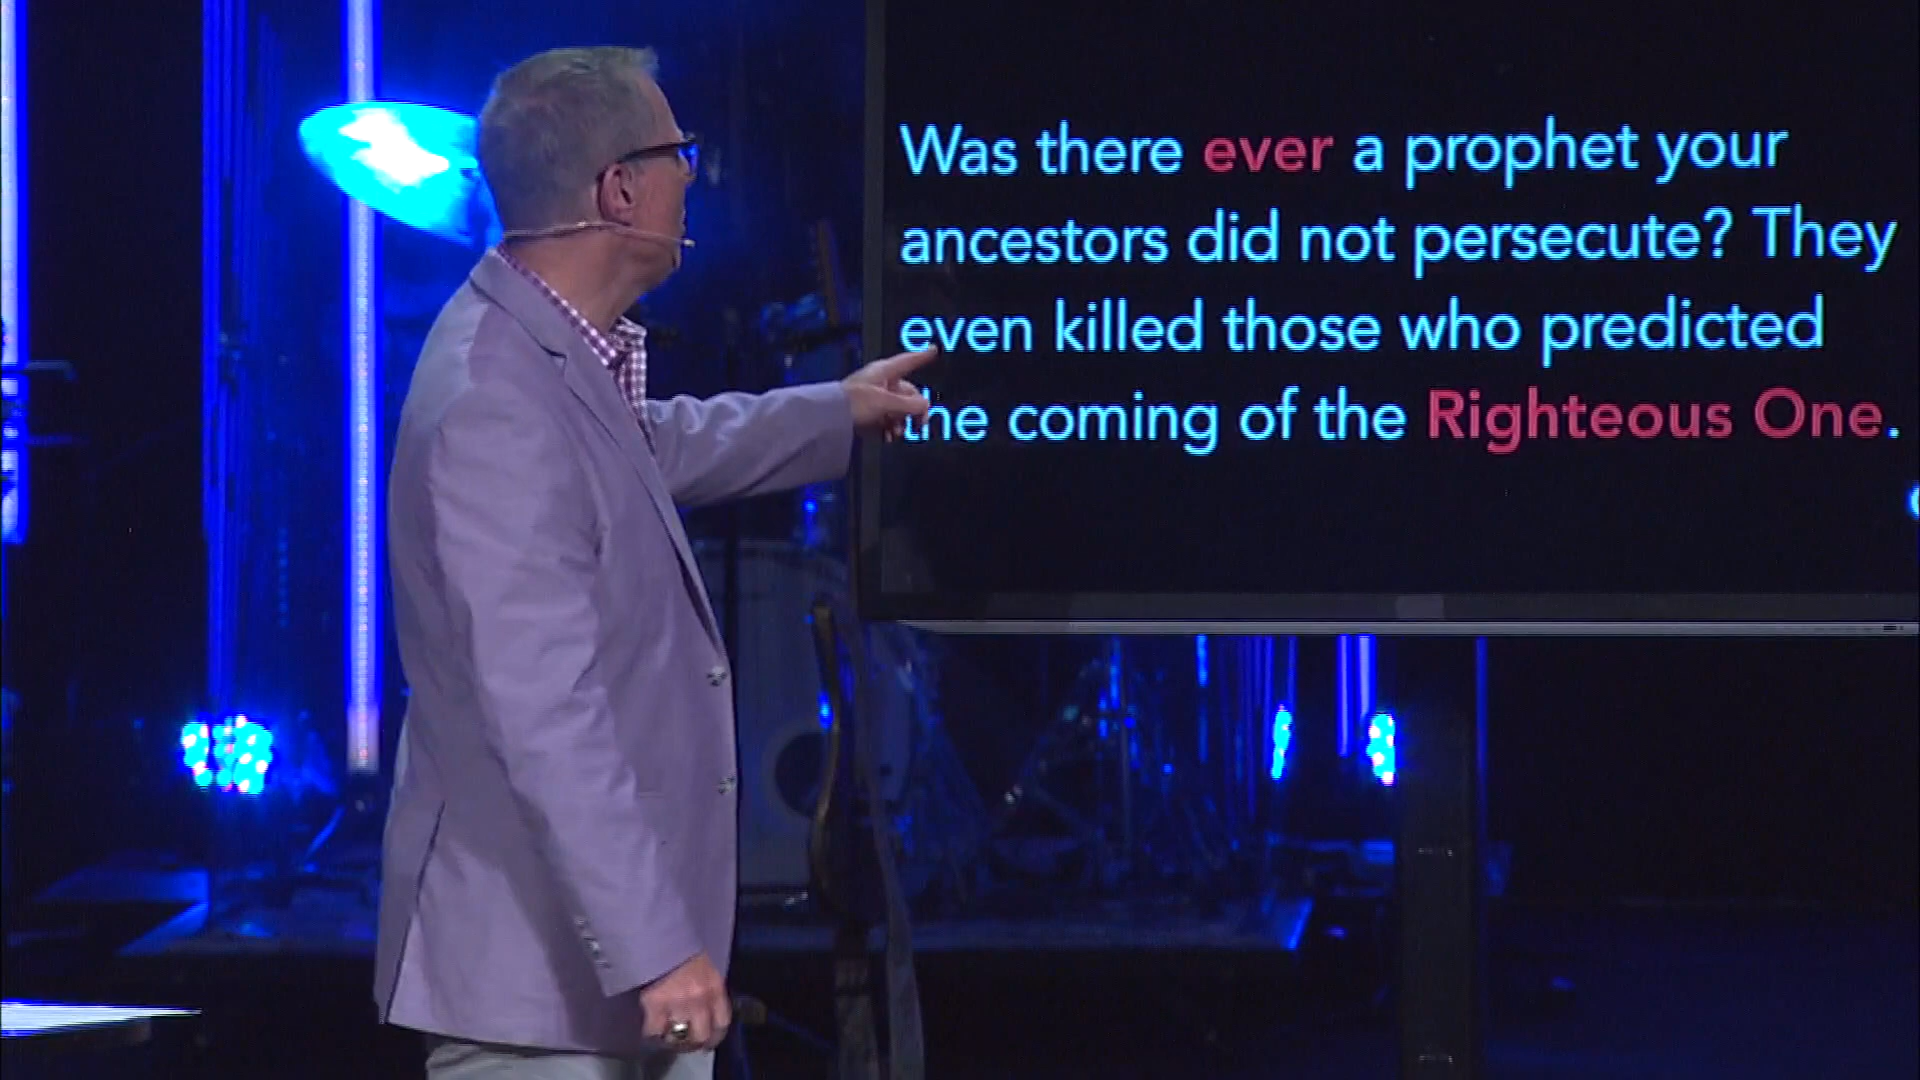 Was there ever a prophet your
ancestors did not persecute? They
even killed those who predicted
the coming of the Righteous One.